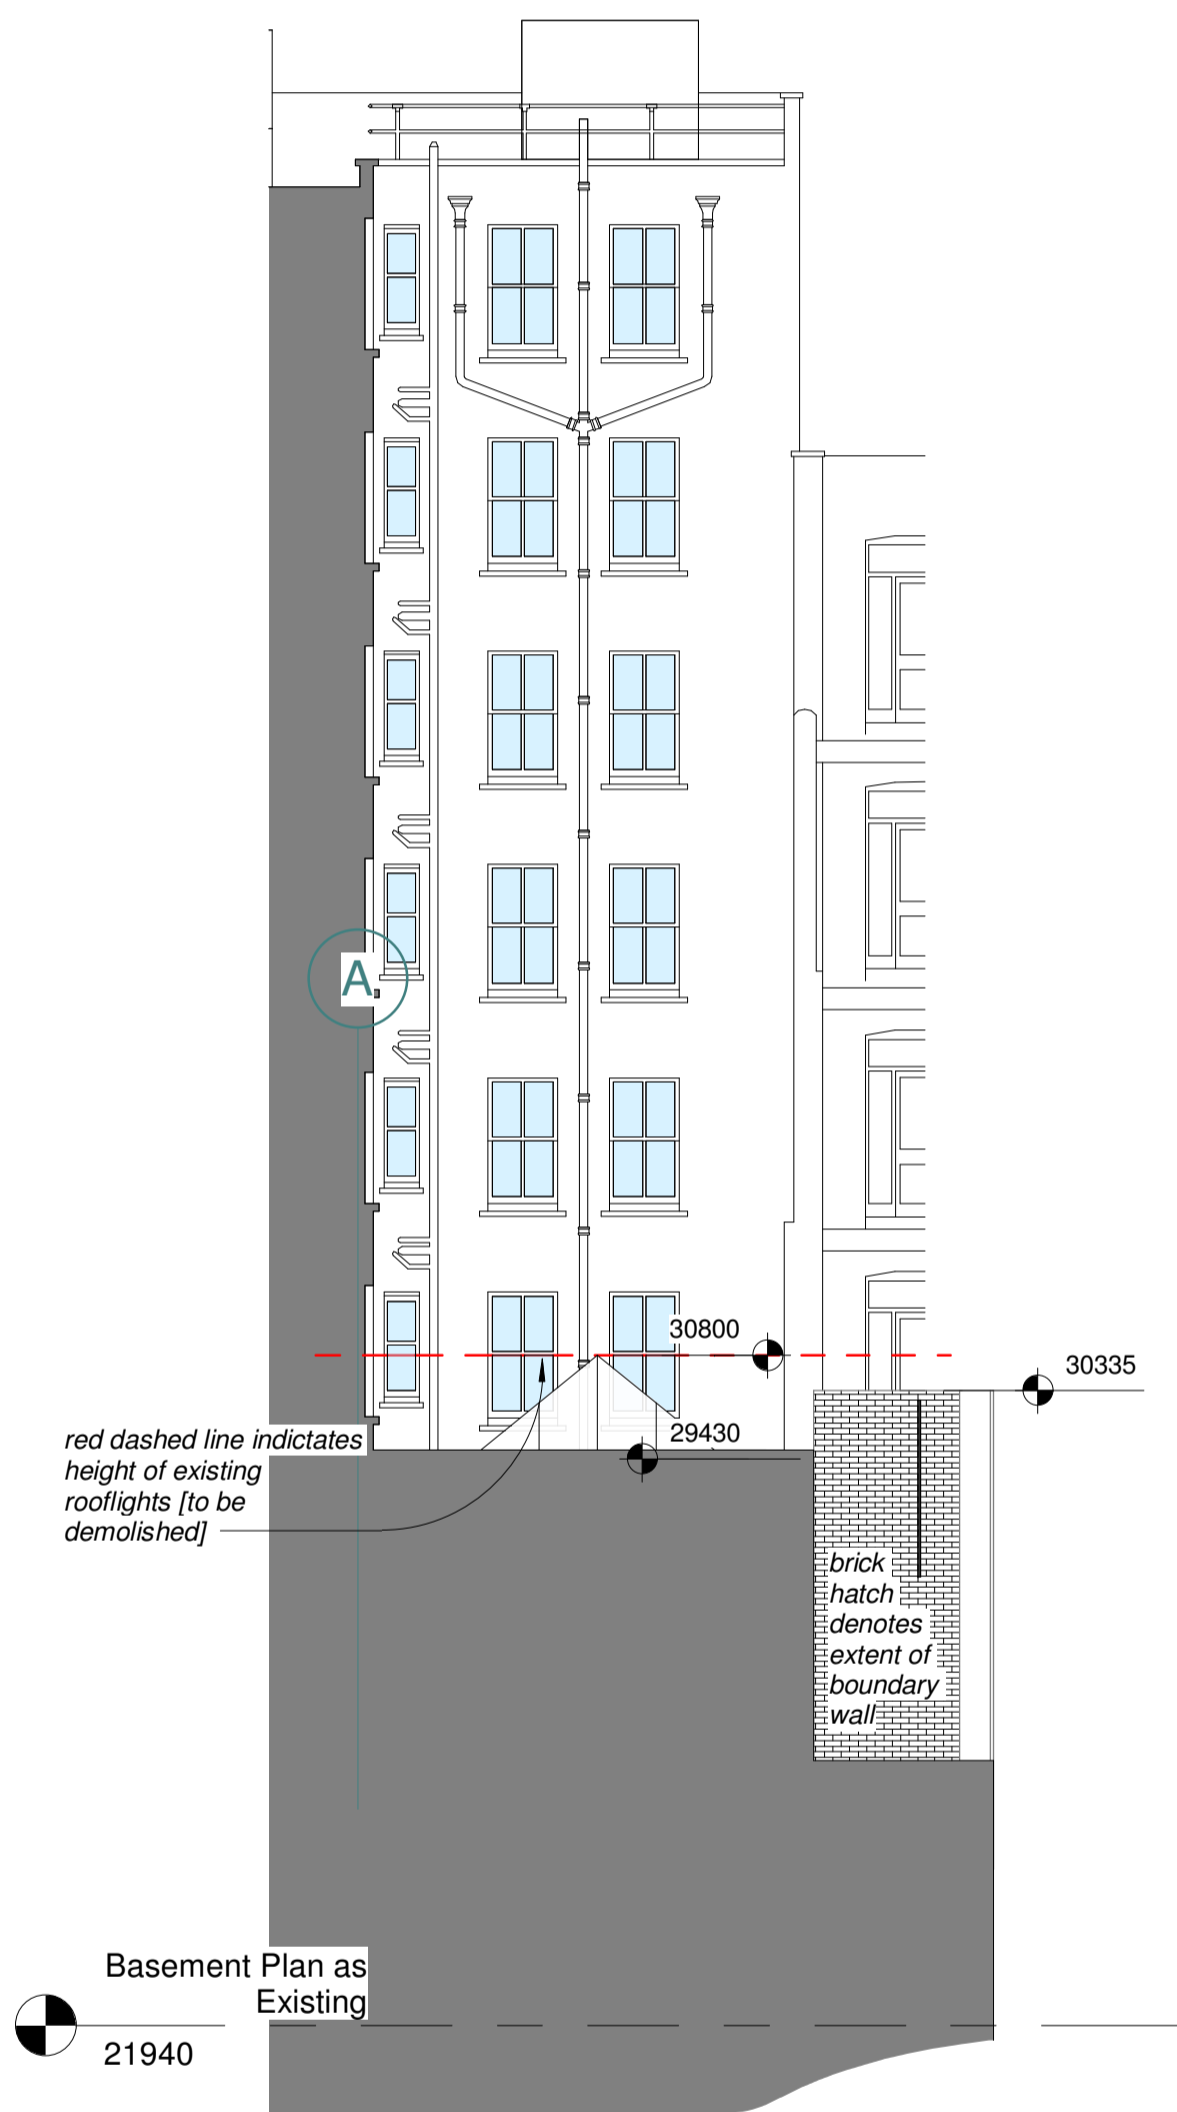 A
30800
30335
29430
red dashed line indictates
height of existing
rooflights [to be
demolished]
brick
hatch
denotes
extent of
boundary
wall
Basement Plan as
Existing
21940